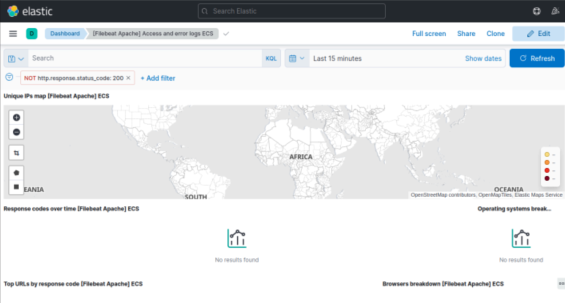 elastic
Search Elastic
D
Dashboard
[Filebeat Apache] Access and error logs ECS
Full screen
Share
Clone
Edit
Search
KQL
Last 15 minutes
Show dates
Refresh
NOT http.response.status_code: 200 ×
+ Add filter
Unique IPs map [Filebeat Apache] ECS
AFRICA
EANIA
SOUTH
OCEANIA
OpenStreetMap contributors, OpenMapTiles, Elastic Maps Service
Response codes over time [Filebeat Apache] ECS
Operating systems break...
No results found
No results found
Top URLs by response code [Filebeat Apache] ECS
Browsers breakdown [Filebeat Apache] ECS